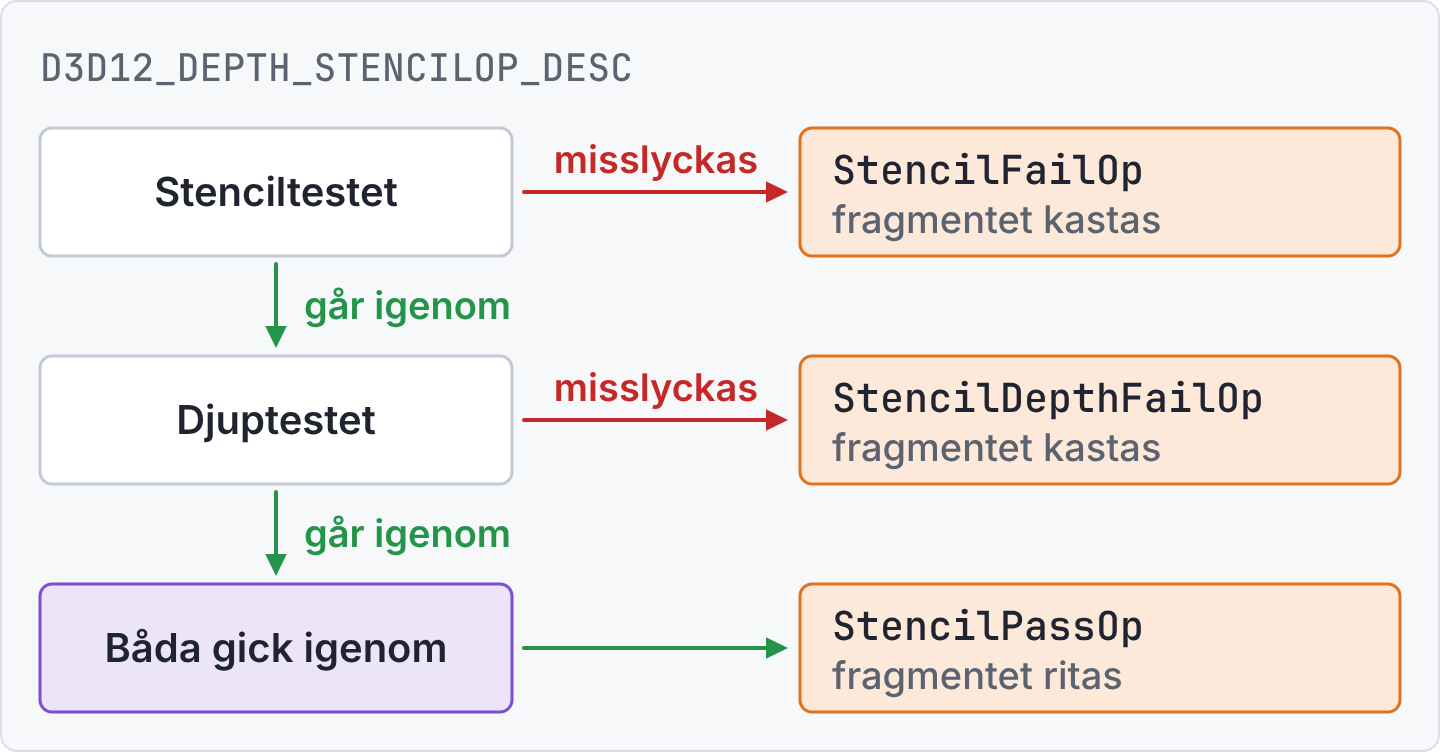 D3D12_DEPTH_STENCILOP_DESC
Stenciltestet
misslyckas
StencilFailOp
fragmentet kastas
går igenom
Djuptestet
misslyckas
StencilDepthFailOp
fragmentet kastas
går igenom
Båda gick igenom
StencilPassOp
fragmentet ritas